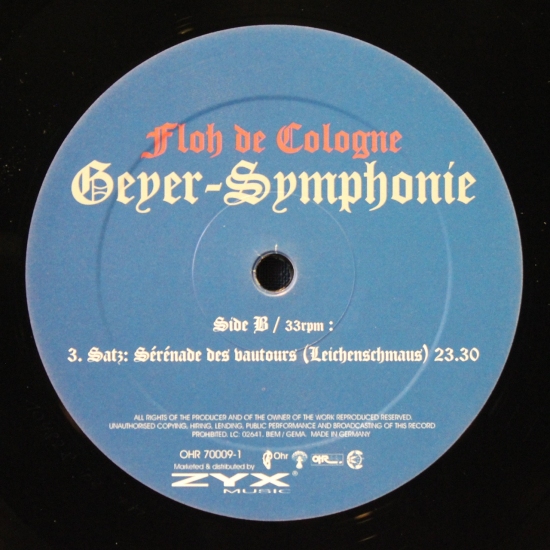 Floh de Cologne
Geyer-Symphonie
Side B / 33rpm :
3. Satz: Sérénade des vautours (Leichenschmaus) 23.30
ALL RIGHTS OF THE PRODUCER AND OF THE OWNER OF THE WORK REPRODUCED RESERVED.
UNAUTHORISED COPYING, HIRING, LENDING, PUBLIC PERFORMANCE AND BROADCASTING OF THIS RECORD
PROHIBITED. LC 02641. BIEM / GEMA. MADE IN GERMANY
OHR 70009-1 Ohr
Marketed & distributed by
ZYX®
MUSIC